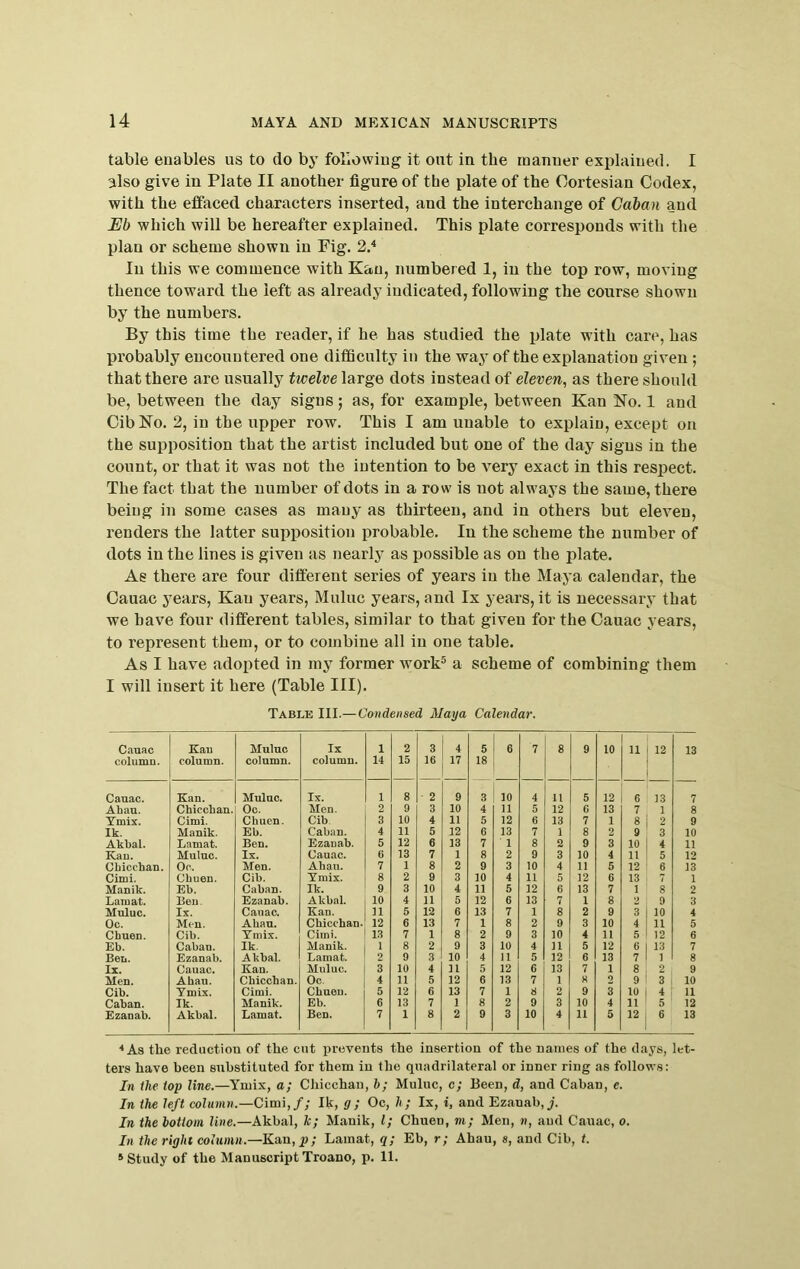 14 MAYA AND MEXICAN MANUSCRIPTS
table enables us to do by following it out in the manner explained. I
also give in Plate II another figure of the plate of the Cortesian Codex,
with the effaced characters inserted, and the interchange of Caban and
Eb which will be hereafter explained. This plate corresponds with the
plan or scheme shown in Fig. 2.⁴
In this we commence with Kan, numbered 1, in the top row, moving
thence toward the left as already indicated, following the course shown
by the numbers.
By this time the reader, if he has studied the plate with care, has
probably encountered one difficulty in the way of the explanation given;
that there are usually twelve large dots instead of eleven, as there should
be, between the day signs; as, for example, between Kan No. 1 and
Cib No. 2, in the upper row. This I am unable to explain, except on
the supposition that the artist included but one of the day signs in the
count, or that it was not the intention to be very exact in this respect.
The fact that the number of dots in a row is not always the same, there
being in some cases as many as thirteen, and in others but eleven,
renders the latter supposition probable. In the scheme the number of
dots in the lines is given as nearly as possible as on the plate.
As there are four different series of years in the Maya calendar, the
Cauac years, Kan years, Muluc years, and Ix years, it is necessary that
we have four different tables, similar to that given for the Cauac years,
to represent them, or to combine all in one table.
As I have adopted in my former work⁵ a scheme of combining them
I will insert it here (Table III).
TABLE III.—Condensed Maya Calendar.
Cauac column. Kan column. Muluc column. Ix column. 1 14 2 15 3 16 4 17 5 18 6 7 8 9 10 11 12 13
Cauac. Kan. Muluc. Ix. 1 8 2 9 3 10 4 11 5 12 6 13 7
Ahau. Chicchan. Oc. Men. 2 9 3 10 4 11 5 12 6 13 7 1 8
Ymix. Cimi. Chuen. Cib. 3 10 4 11 5 12 6 13 7 1 8 2 9
Ik. Manik. Eb. Caban. 4 11 5 12 6 13 7 1 8 2 9 3 10
Akbal. Lamat. Ben. Ezanab. 5 12 6 13 7 1 8 2 9 3 10 4 11
Kan. Muluc. Ix. Cauac. 6 13 7 1 8 2 9 3 10 4 11 5 12
Chicchan. Oc. Men. Ahau. 7 1 8 2 9 3 10 4 11 5 12 6 13
Cimi. Chuen. Cib. Ymix. 8 2 9 3 10 4 11 5 12 6 13 7 1
Manik. Eb. Caban. Ik. 9 3 10 4 11 5 12 6 13 7 1 8 2
Lamat. Ben Ezanab. Akbal. 10 4 11 5 12 6 13 7 1 8 2 9 3
Muluc. Ix. Cauac. Kan. 11 5 12 6 13 7 1 8 2 9 3 10 4
Oc. Men. Ahau. Chicchan. 12 6 13 7 1 8 2 9 3 10 4 11 5
Chuen. Cib. Ymix. Cimi. 13 7 1 8 2 9 3 10 4 11 5 12 6
Eb. Caban. Ik. Manik. 1 8 2 9 3 10 4 11 5 12 6 13 7
Ben. Ezanab. Akbal. Lamat. 2 9 3 10 4 11 5 12 6 13 7 1 8
Ix. Cauac. Kan. Muluc. 3 10 4 11 5 12 6 13 7 1 8 2 9
Men. Ahau. Chicchan. Oc. 4 11 5 12 6 13 7 1 8 2 9 3 10
Cib. Ymix. Cimi. Chuen. 5 12 6 13 7 1 8 2 9 3 10 4 11
Caban. Ik. Manik. Eb. 6 13 7 1 8 2 9 3 10 4 11 5 12
Ezanab. Akbal. Lamat. Ben. 7 1 8 2 9 3 10 4 11 5 12 6 13
⁴ As the reduction of the cut prevents the insertion of the names of the days, let-
ters have been substituted for them in the quadrilateral or inner ring as follows:
In the top line.—Ymix, a; Chicchan, b; Muluc, c; Been, d, and Caban, e.
In the left column.—Cimi, f; Ik, g; Oc, h; Ix, i, and Ezanab, j.
In the bottom line.—Akbal, k; Manik, l; Chuen, m; Men, n, and Cauac, o.
In the right column.—Kan, p; Lamat, q; Eb, r; Ahau, s, and Cib, t.
⁵ Study of the Manuscript Troano, p. 11.